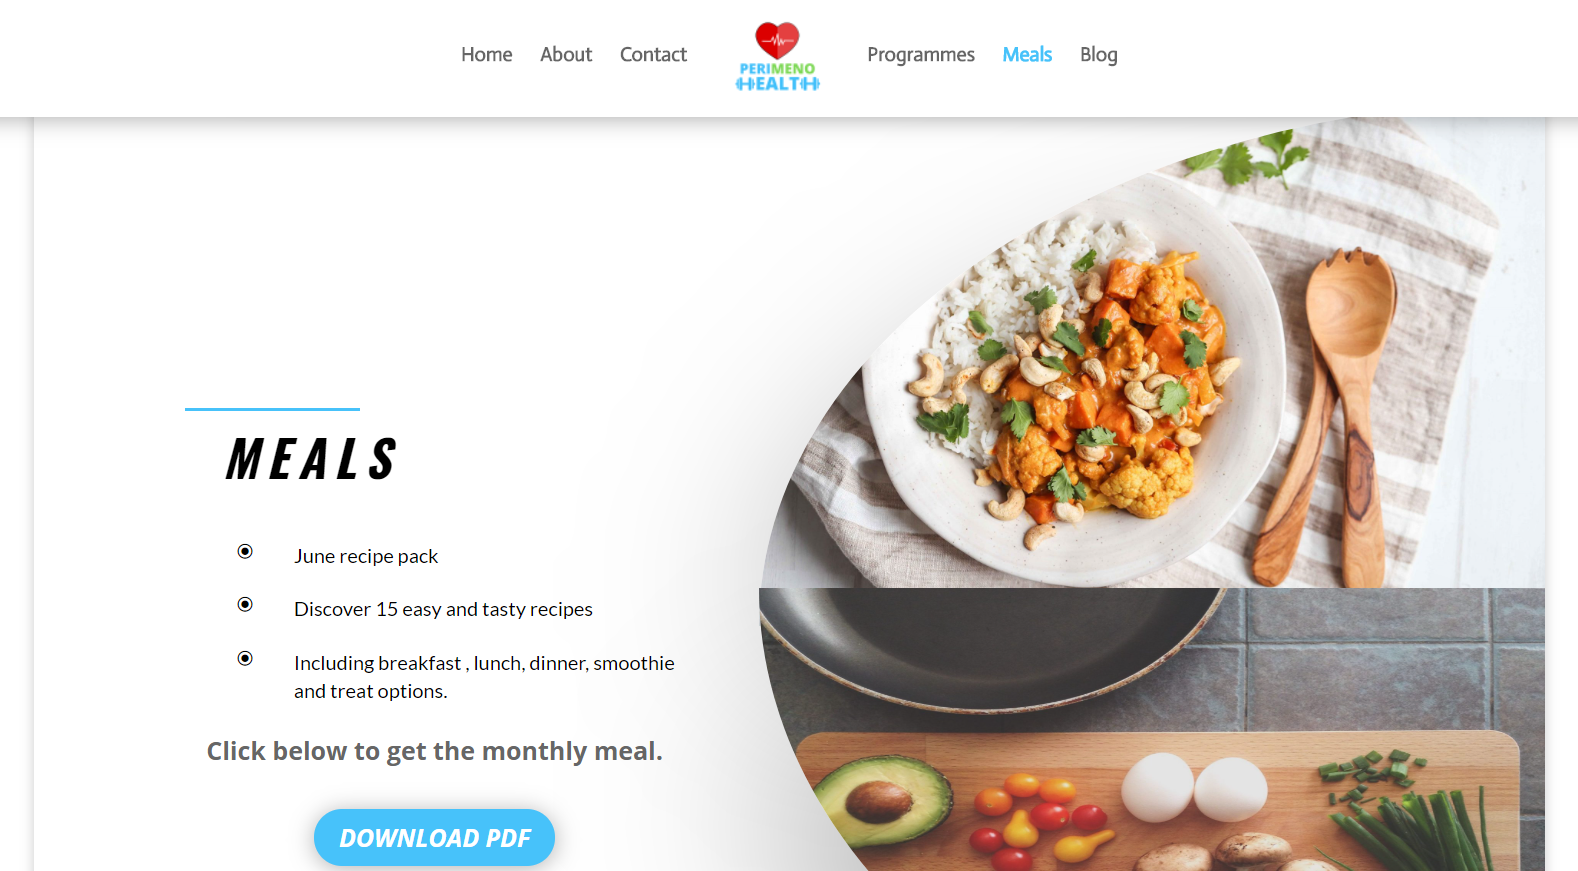 Home About Contact
PERIMENO
HEALTH
Programmes Meals Blog
MEALS
June recipe pack
Discover 15 easy and tasty recipes
Including breakfast , lunch, dinner, smoothie
and treat options.
Click below to get the monthly meal.
DOWNLOAD PDF